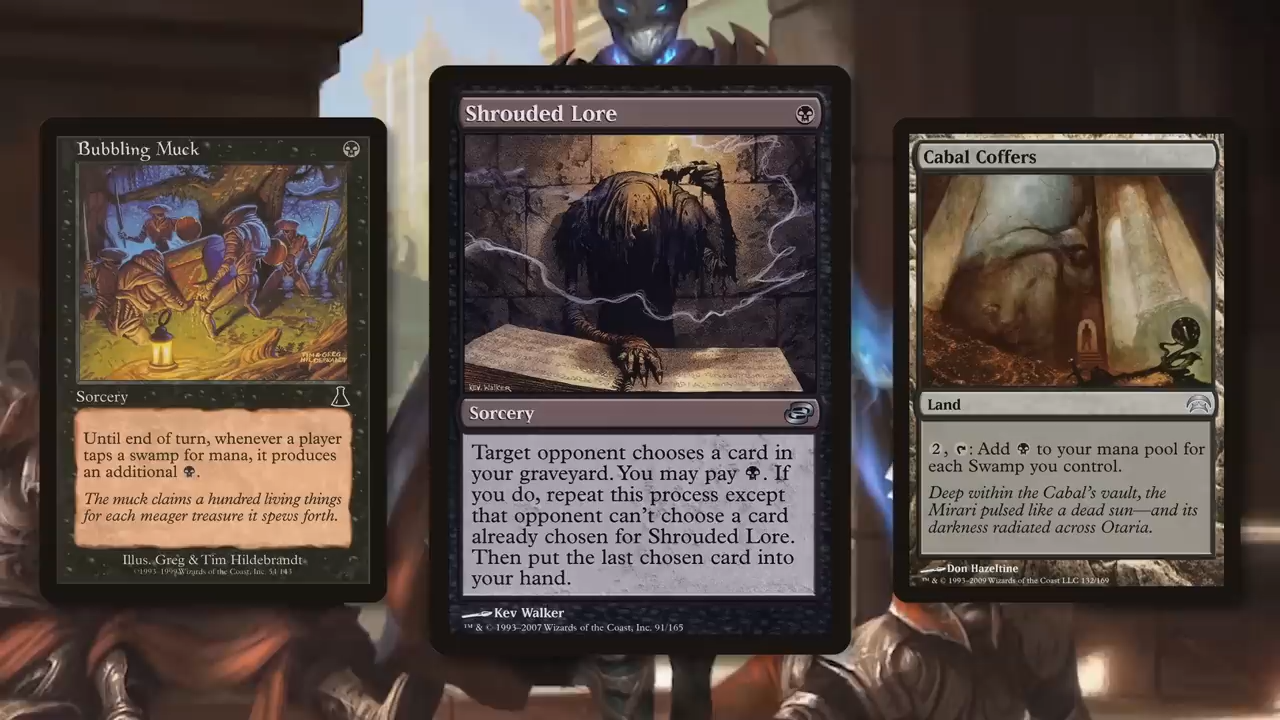 Bubbling Muck
TIM & GREG
HILDEBRANDT
Sorcery
Until end of turn, whenever a player
taps a swamp for mana, it produces
an additional .
The muck claims a hundred living things
for each meager treasure it spews forth.
Illus. Greg & Tim Hildebrandt
Shrouded Lore
KEV WALKER
Sorcery
Target opponent chooses a card in
your graveyard. You may pay . If
you do, repeat this process except
that opponent can't choose a card
already chosen for Shrouded Lore.
Then put the last chosen card into
your hand.
Kev Walker
™ & © 1993–2007 Wizards of the Coast, Inc. 91/165
Cabal Coffers
Land
2, : Add to your mana pool for
each Swamp you control.
Deep within the Cabal's vault, the
Mirari pulsed like a dead sun—and its
darkness radiated across Otaria.
Don Hazeltine
™ & © 1993–2009 Wizards of the Coast LLC 132/169